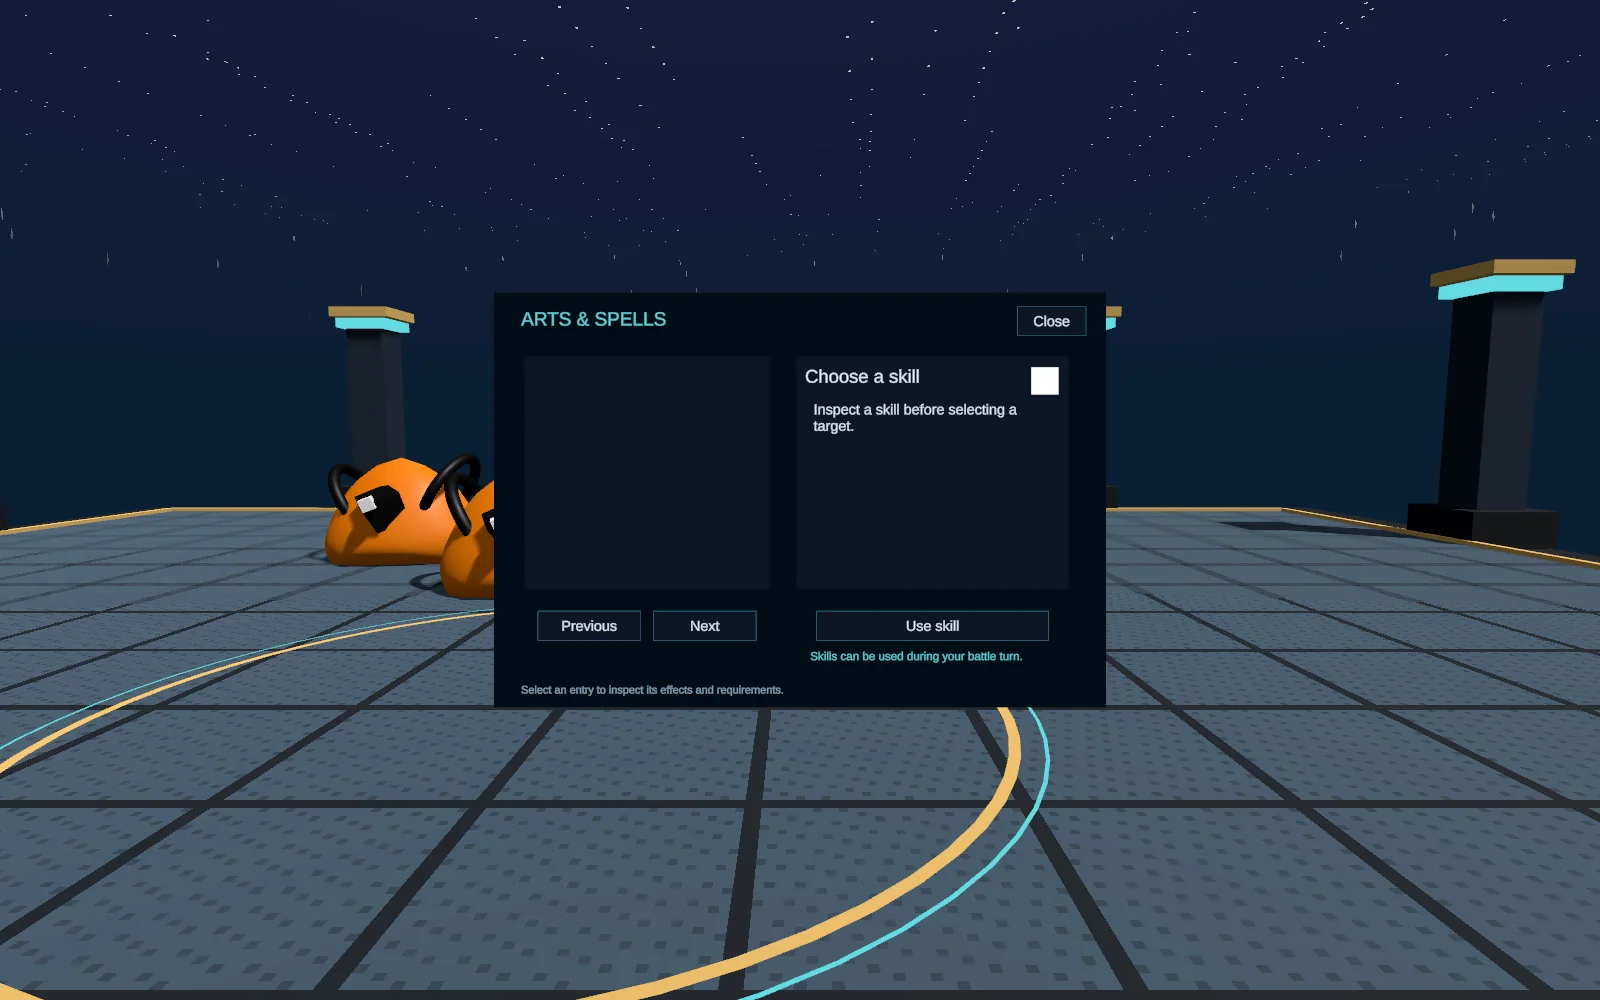 ARTS & SPELLS
Close
Choose a skill
Inspect a skill before selecting a
target.
Previous
Next
Use skill
Skills can be used during your battle turn.
Select an entry to inspect its effects and requirements.